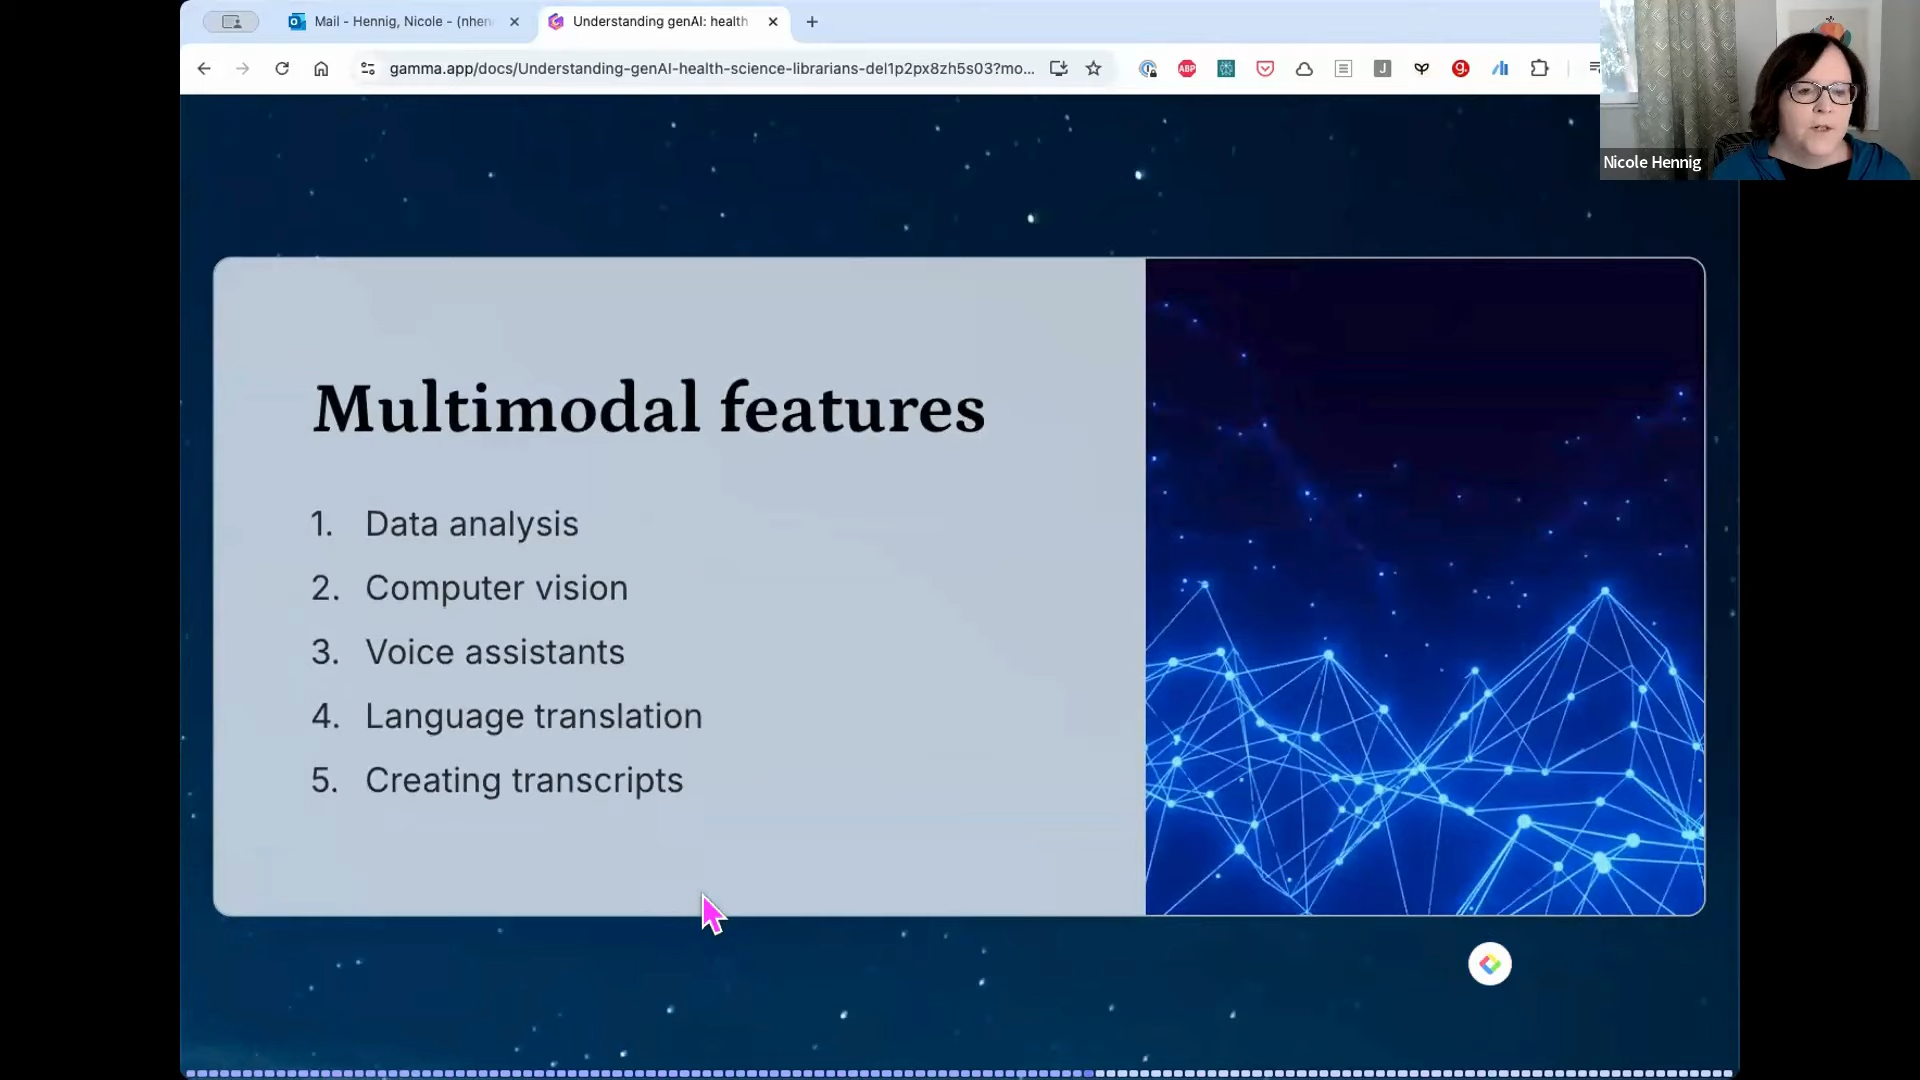 Mail - Hennig, Nicole - (nhen
Understanding genAI: health
gamma.app/docs/Understanding-genAI-health-science-librarians-del1p2px8zh5s03?mo...
ABP
J
g.
Nicole Hennig
Multimodal features
1. Data analysis
2. Computer vision
3. Voice assistants
4. Language translation
5. Creating transcripts